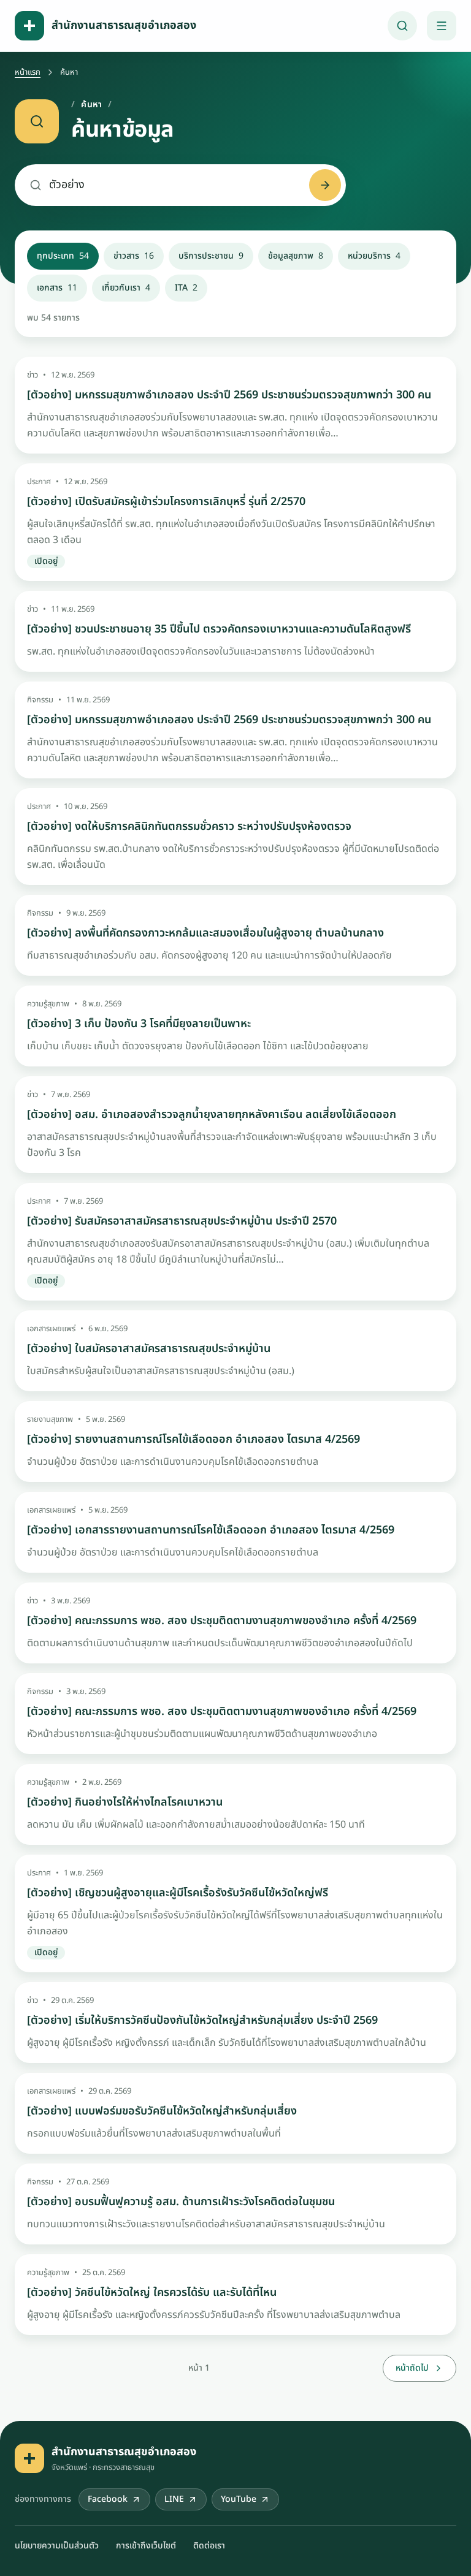 สำนักงานสาธารณสุขอำเภอสอง
หน้าแรก > ค้นหา
/ ค้นหา /
ค้นหาข้อมูล
ตัวอย่าง
ทุกประเภท 54 ข่าวสาร 16 บริการประชาชน 9 ข้อมูลสุขภาพ 8 หน่วยบริการ 4
เอกสาร 11 เกี่ยวกับเรา 4 ITA 2
พบ 54 รายการ
ข่าว • 12 พ.ย. 2569
[ตัวอย่าง] มหกรรมสุขภาพอำเภอสอง ประจำปี 2569 ประชาชนร่วมตรวจสุขภาพกว่า 300 คน
สำนักงานสาธารณสุขอำเภอสองร่วมกับโรงพยาบาลสองและ รพ.สต. ทุกแห่ง เปิดจุดตรวจคัดกรองเบาหวาน
ความดันโลหิต และสุขภาพช่องปาก พร้อมสาธิตอาหารและการออกกำลังกายเพื่อ...
ประกาศ • 12 พ.ย. 2569
[ตัวอย่าง] เปิดรับสมัครผู้เข้าร่วมโครงการเลิกบุหรี่ รุ่นที่ 2/2570
ผู้สนใจเลิกบุหรี่สมัครได้ที่ รพ.สต. ทุกแห่งในอำเภอสองเมื่อถึงวันเปิดรับสมัคร โครงการมีคลินิกให้คำปรึกษา
ตลอด 3 เดือน
เปิดอยู่
ข่าว • 11 พ.ย. 2569
[ตัวอย่าง] ชวนประชาชนอายุ 35 ปีขึ้นไป ตรวจคัดกรองเบาหวานและความดันโลหิตสูงฟรี
รพ.สต. ทุกแห่งในอำเภอสองเปิดจุดตรวจคัดกรองในวันและเวลาราชการ ไม่ต้องนัดล่วงหน้า
กิจกรรม • 11 พ.ย. 2569
[ตัวอย่าง] มหกรรมสุขภาพอำเภอสอง ประจำปี 2569 ประชาชนร่วมตรวจสุขภาพกว่า 300 คน
สำนักงานสาธารณสุขอำเภอสองร่วมกับโรงพยาบาลสองและ รพ.สต. ทุกแห่ง เปิดจุดตรวจคัดกรองเบาหวาน
ความดันโลหิต และสุขภาพช่องปาก พร้อมสาธิตอาหารและการออกกำลังกายเพื่อ...
ประกาศ • 10 พ.ย. 2569
[ตัวอย่าง] งดให้บริการคลินิกทันตกรรมชั่วคราว ระหว่างปรับปรุงห้องตรวจ
คลินิกทันตกรรม รพ.สต.บ้านกลาง งดให้บริการชั่วคราวระหว่างปรับปรุงห้องตรวจ ผู้ที่มีนัดหมายโปรดติดต่อ
รพ.สต. เพื่อเลื่อนนัด
กิจกรรม • 9 พ.ย. 2569
[ตัวอย่าง] ลงพื้นที่คัดกรองภาวะหกล้มและสมองเสื่อมในผู้สูงอายุ ตำบลบ้านกลาง
ทีมสาธารณสุขอำเภอร่วมกับ อสม. คัดกรองผู้สูงอายุ 120 คน และแนะนำการจัดบ้านให้ปลอดภัย
ความรู้สุขภาพ • 8 พ.ย. 2569
[ตัวอย่าง] 3 เก็บ ป้องกัน 3 โรคที่มียุงลายเป็นพาหะ
เก็บบ้าน เก็บขยะ เก็บน้ำ ตัดวงจรยุงลาย ป้องกันไข้เลือดออก ไข้ซิกา และไข้ปวดข้อยุงลาย
ข่าว • 7 พ.ย. 2569
[ตัวอย่าง] อสม. อำเภอสองสำรวจลูกน้ำยุงลายทุกหลังคาเรือน ลดเสี่ยงไข้เลือดออก
อาสาสมัครสาธารณสุขประจำหมู่บ้านลงพื้นที่สำรวจและกำจัดแหล่งเพาะพันธุ์ยุงลาย พร้อมแนะนำหลัก 3 เก็บ
ป้องกัน 3 โรค
ประกาศ • 7 พ.ย. 2569
[ตัวอย่าง] รับสมัครอาสาสมัครสาธารณสุขประจำหมู่บ้าน ประจำปี 2570
สำนักงานสาธารณสุขอำเภอสองรับสมัครอาสาสมัครสาธารณสุขประจำหมู่บ้าน (อสม.) เพิ่มเติมในทุกตำบล
คุณสมบัติผู้สมัคร อายุ 18 ปีขึ้นไป มีภูมิลำเนาในหมู่บ้านที่สมัครไม่...
เปิดอยู่
เอกสารเผยแพร่ • 6 พ.ย. 2569
[ตัวอย่าง] ใบสมัครอาสาสมัครสาธารณสุขประจำหมู่บ้าน
ใบสมัครสำหรับผู้สนใจเป็นอาสาสมัครสาธารณสุขประจำหมู่บ้าน (อสม.)
รายงานสุขภาพ • 5 พ.ย. 2569
[ตัวอย่าง] รายงานสถานการณ์โรคไข้เลือดออก อำเภอสอง ไตรมาส 4/2569
จำนวนผู้ป่วย อัตราป่วย และการดำเนินงานควบคุมโรคไข้เลือดออกรายตำบล
เอกสารเผยแพร่ • 5 พ.ย. 2569
[ตัวอย่าง] เอกสารรายงานสถานการณ์โรคไข้เลือดออก อำเภอสอง ไตรมาส 4/2569
จำนวนผู้ป่วย อัตราป่วย และการดำเนินงานควบคุมโรคไข้เลือดออกรายตำบล
ข่าว • 3 พ.ย. 2569
[ตัวอย่าง] คณะกรรมการ พชอ. สอง ประชุมติดตามงานสุขภาพของอำเภอ ครั้งที่ 4/2569
ติดตามผลการดำเนินงานด้านสุขภาพ และกำหนดประเด็นพัฒนาคุณภาพชีวิตของอำเภอสองในปีถัดไป
กิจกรรม • 3 พ.ย. 2569
[ตัวอย่าง] คณะกรรมการ พชอ. สอง ประชุมติดตามงานสุขภาพของอำเภอ ครั้งที่ 4/2569
หัวหน้าส่วนราชการและผู้นำชุมชนร่วมติดตามแผนพัฒนาคุณภาพชีวิตด้านสุขภาพของอำเภอ
ความรู้สุขภาพ • 2 พ.ย. 2569
[ตัวอย่าง] กินอย่างไรให้ห่างไกลโรคเบาหวาน
ลดหวาน มัน เค็ม เพิ่มผักผลไม้ และออกกำลังกายสม่ำเสมออย่างน้อยสัปดาห์ละ 150 นาที
ประกาศ • 1 พ.ย. 2569
[ตัวอย่าง] เชิญชวนผู้สูงอายุและผู้มีโรคเรื้อรังรับวัคซีนไข้หวัดใหญ่ฟรี
ผู้มีอายุ 65 ปีขึ้นไปและผู้ป่วยโรคเรื้อรังรับวัคซีนไข้หวัดใหญ่ได้ฟรีที่โรงพยาบาลส่งเสริมสุขภาพตำบลทุกแห่งใน
อำเภอสอง
เปิดอยู่
ข่าว • 29 ต.ค. 2569
[ตัวอย่าง] เริ่มให้บริการวัคซีนป้องกันไข้หวัดใหญ่สำหรับกลุ่มเสี่ยง ประจำปี 2569
ผู้สูงอายุ ผู้มีโรคเรื้อรัง หญิงตั้งครรภ์ และเด็กเล็ก รับวัคซีนได้ที่โรงพยาบาลส่งเสริมสุขภาพตำบลใกล้บ้าน
เอกสารเผยแพร่ • 29 ต.ค. 2569
[ตัวอย่าง] แบบฟอร์มขอรับวัคซีนไข้หวัดใหญ่สำหรับกลุ่มเสี่ยง
กรอกแบบฟอร์มแล้วยื่นที่โรงพยาบาลส่งเสริมสุขภาพตำบลในพื้นที่
กิจกรรม • 27 ต.ค. 2569
[ตัวอย่าง] อบรมฟื้นฟูความรู้ อสม. ด้านการเฝ้าระวังโรคติดต่อในชุมชน
ทบทวนแนวทางการเฝ้าระวังและรายงานโรคติดต่อสำหรับอาสาสมัครสาธารณสุขประจำหมู่บ้าน
ความรู้สุขภาพ • 25 ต.ค. 2569
[ตัวอย่าง] วัคซีนไข้หวัดใหญ่ ใครควรได้รับ และรับได้ที่ไหน
ผู้สูงอายุ ผู้มีโรคเรื้อรัง และหญิงตั้งครรภ์ควรรับวัคซีนปีละครั้ง ที่โรงพยาบาลส่งเสริมสุขภาพตำบล
หน้า 1
หน้าถัดไป
สำนักงานสาธารณสุขอำเภอสอง
จังหวัดแพร่ · กระทรวงสาธารณสุข
ช่องทางทางการ Facebook LINE YouTube
นโยบายความเป็นส่วนตัว การเข้าถึงเว็บไซต์ ติดต่อเรา